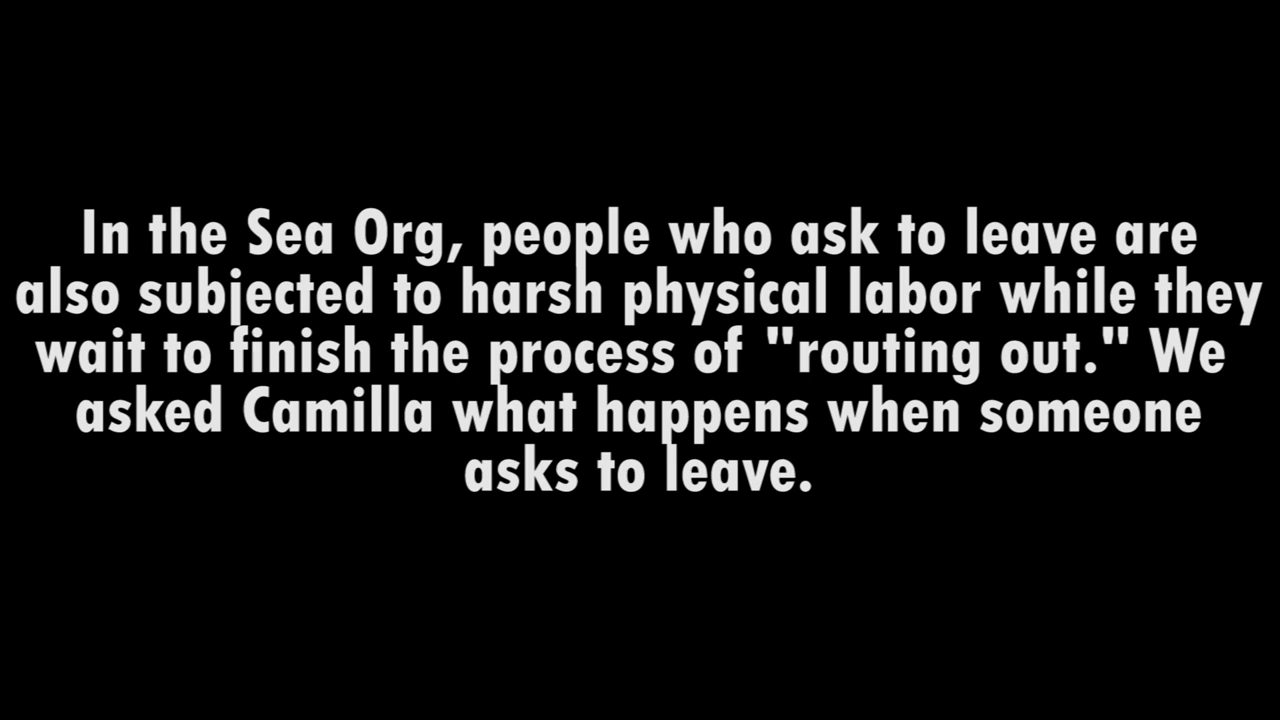 In the Sea Org, people who ask to leave are
also subjected to harsh physical labor while they
wait to finish the process of "routing out." We
asked Camilla what happens when someone
asks to leave.